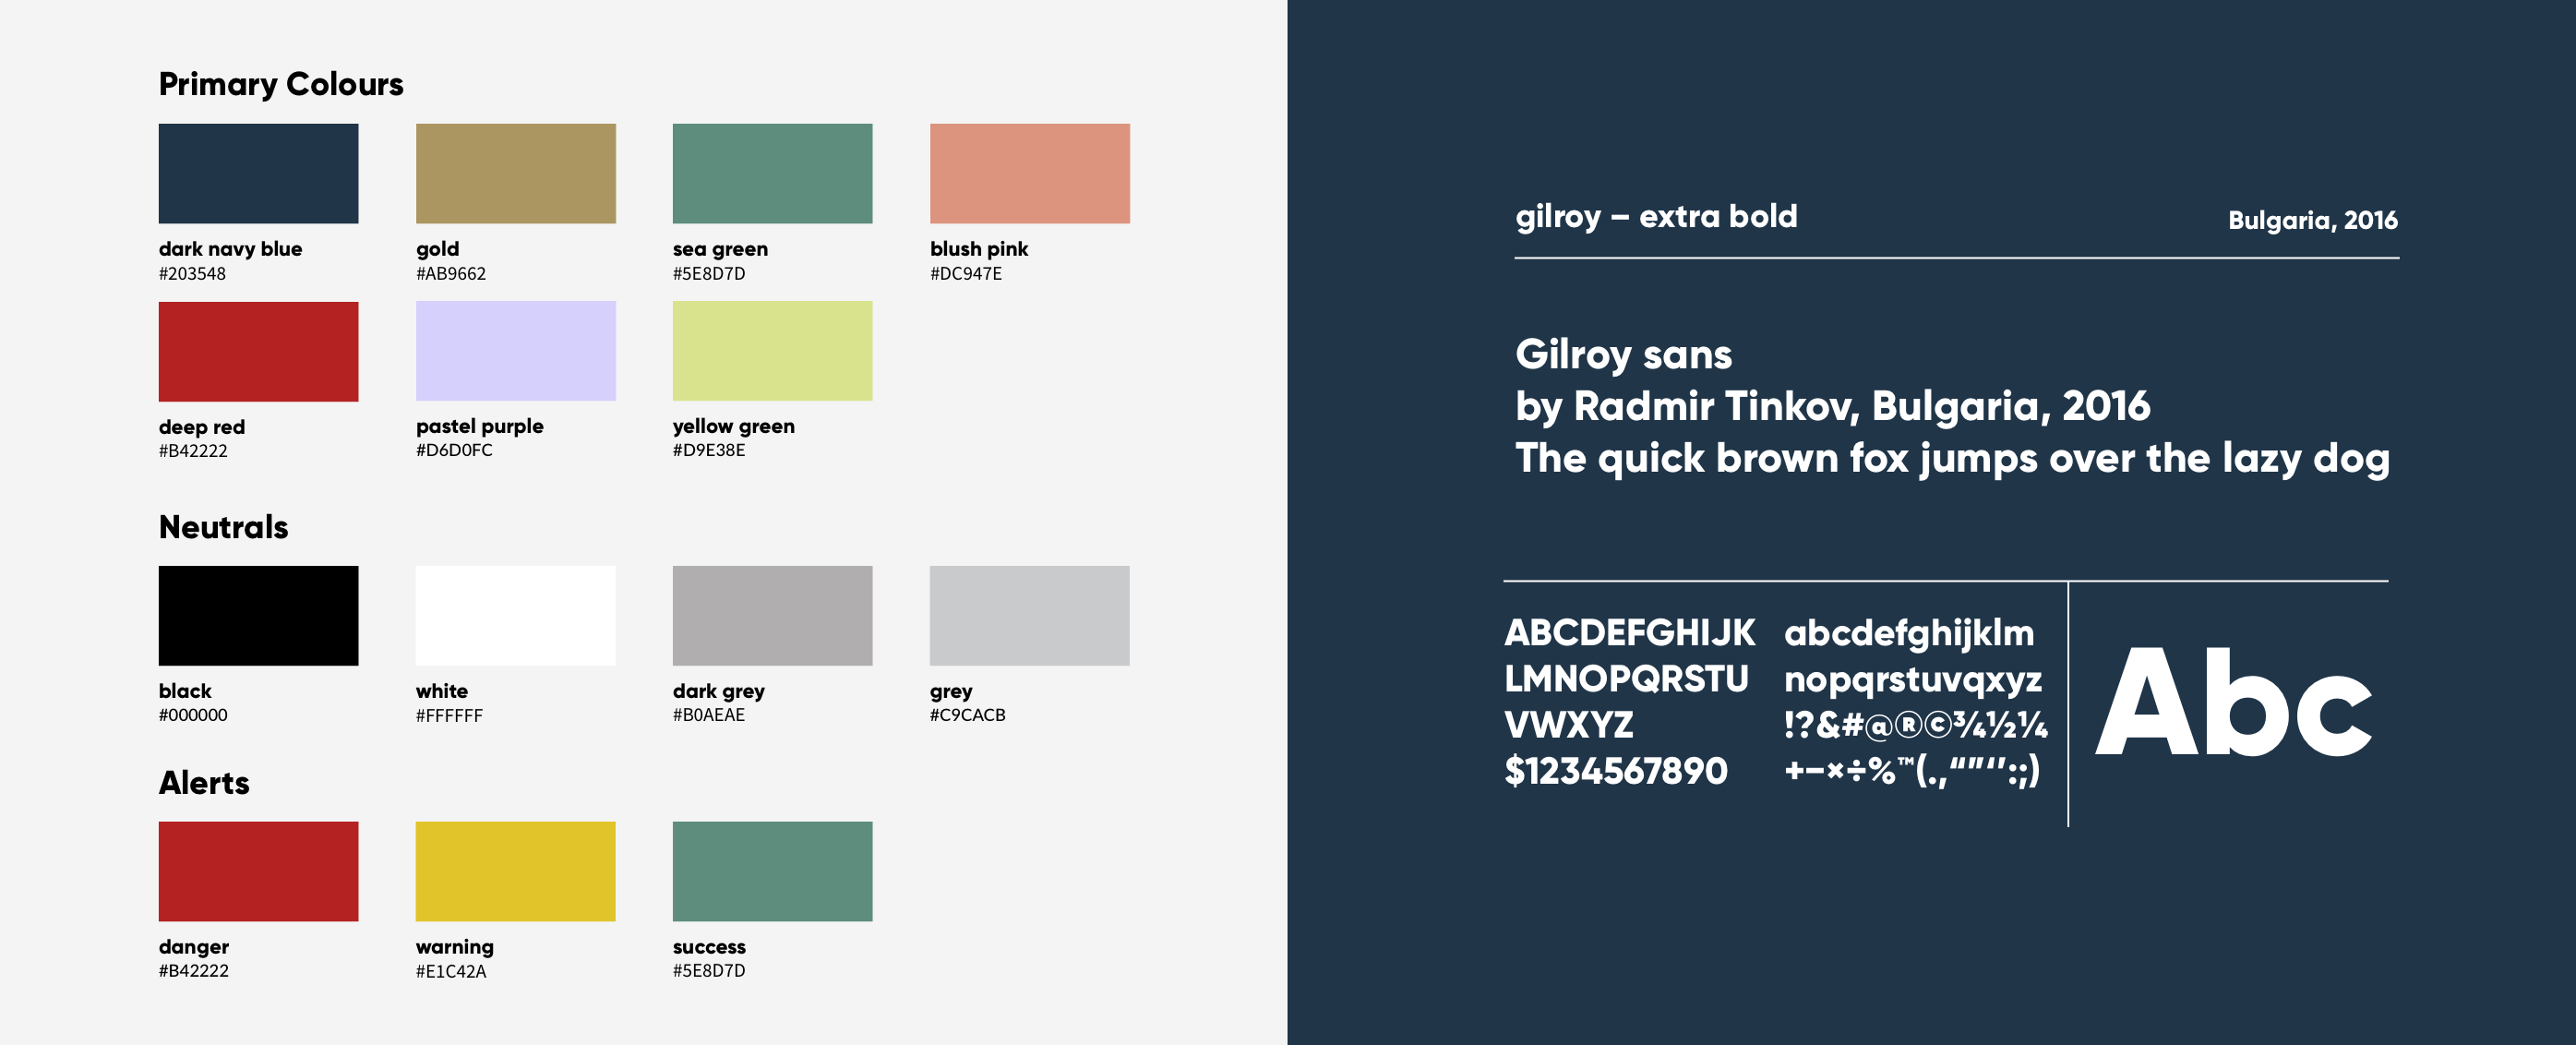 Primary Colours
dark navy blue
#203548
gold
#AB9662
sea green
#5E8D7D
blush pink
#DC947E
deep red
#B42222
pastel purple
#D6D0FC
yellow green
#D9E38E
Neutrals
black
#000000
white
#FFFFFF
dark grey
#B0AEAE
grey
#C9CACB
Alerts
danger
#B42222
warning
#E1C42A
success
#5E8D7D
gilroy – extra bold
Bulgaria, 2016
Gilroy sans
by Radmir Tinkov, Bulgaria, 2016
The quick brown fox jumps over the lazy dog
ABCDEFGHIJK
LMNOPQRSTU
VWXYZ
$1234567890
abcdefghijklm
nopqrstuvqxyz
!?&#@®©¾½¼
+−×÷%™(.,“”‘’:;)
Abc